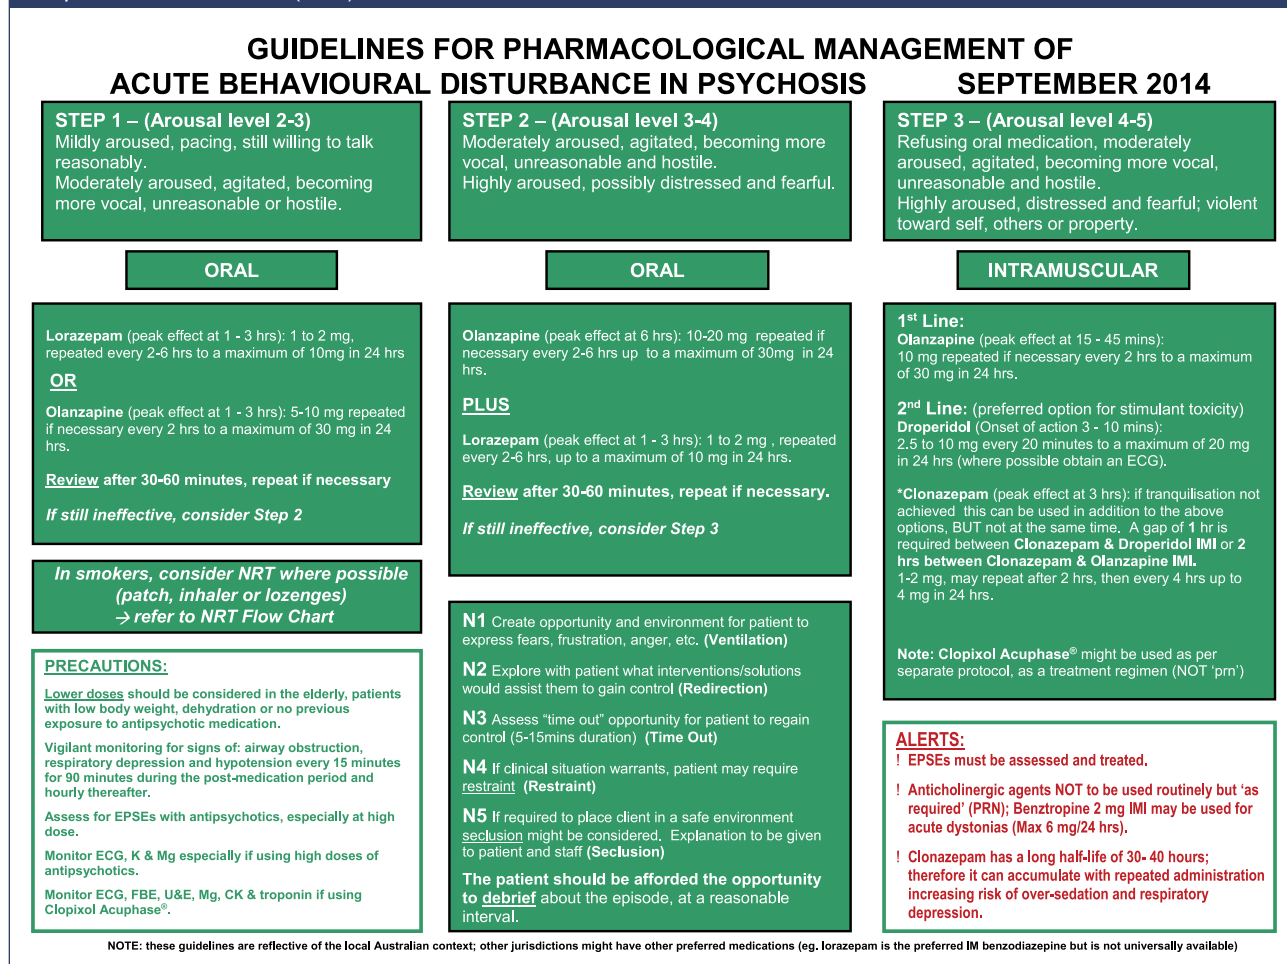 GUIDELINES FOR PHARMACOLOGICAL MANAGEMENT OF
ACUTE BEHAVIOURAL DISTURBANCE IN PSYCHOSIS SEPTEMBER 2014
STEP 1 – (Arousal level 2-3)
Mildly aroused, pacing, still willing to talk
reasonably.
Moderately aroused, agitated, becoming
more vocal, unreasonable or hostile.
ORAL
Lorazepam (peak effect at 1 - 3 hrs): 1 to 2 mg,
repeated every 2-6 hrs to a maximum of 10mg in 24 hrs
OR
Olanzapine (peak effect at 1 - 3 hrs): 5-10 mg repeated
if necessary every 2 hrs to a maximum of 30 mg in 24
hrs.
Review after 30-60 minutes, repeat if necessary
If still ineffective, consider Step 2
In smokers, consider NRT where possible
(patch, inhaler or lozenges)
→ refer to NRT Flow Chart
PRECAUTIONS:
Lower doses should be considered in the elderly, patients
with low body weight, dehydration or no previous
exposure to antipsychotic medication.
Vigilant monitoring for signs of: airway obstruction,
respiratory depression and hypotension every 15 minutes
for 90 minutes during the post-medication period and
hourly thereafter.
Assess for EPSEs with antipsychotics, especially at high
dose.
Monitor ECG, K & Mg especially if using high doses of
antipsychotics.
Monitor ECG, FBE, U&E, Mg, CK & troponin if using
Clopixol Acuphase®.
STEP 2 – (Arousal level 3-4)
Moderately aroused, agitated, becoming more
vocal, unreasonable and hostile.
Highly aroused, possibly distressed and fearful.
ORAL
Olanzapine (peak effect at 6 hrs): 10-20 mg repeated if
necessary every 2-6 hrs up to a maximum of 30mg in 24
hrs.
PLUS
Lorazepam (peak effect at 1 - 3 hrs): 1 to 2 mg , repeated
every 2-6 hrs, up to a maximum of 10 mg in 24 hrs.
Review after 30-60 minutes, repeat if necessary.
If still ineffective, consider Step 3
N1 Create opportunity and environment for patient to
express fears, frustration, anger, etc. (Ventilation)
N2 Explore with patient what interventions/solutions
would assist them to gain control (Redirection)
N3 Assess “time out” opportunity for patient to regain
control (5-15mins duration) (Time Out)
N4 If clinical situation warrants, patient may require
restraint (Restraint)
N5 If required to place client in a safe environment
seclusion might be considered. Explanation to be given
to patient and staff (Seclusion)
The patient should be afforded the opportunity
to debrief about the episode, at a reasonable
interval.
STEP 3 – (Arousal level 4-5)
Refusing oral medication, moderately
aroused, agitated, becoming more vocal,
unreasonable and hostile.
Highly aroused, distressed and fearful; violent
toward self, others or property.
INTRAMUSCULAR
1st Line:
Olanzapine (peak effect at 15 - 45 mins):
10 mg repeated if necessary every 2 hrs to a maximum
of 30 mg in 24 hrs.
2nd Line: (preferred option for stimulant toxicity)
Droperidol (Onset of action 3 - 10 mins):
2.5 to 10 mg every 20 minutes to a maximum of 20 mg
in 24 hrs (where possible obtain an ECG).
*Clonazepam (peak effect at 3 hrs): if tranquilisation not
achieved this can be used in addition to the above
options, BUT not at the same time. A gap of 1 hr is
required between Clonazepam & Droperidol IMI or 2
hrs between Clonazepam & Olanzapine IMI.
1-2 mg, may repeat after 2 hrs, then every 4 hrs up to
4 mg in 24 hrs.
Note: Clopixol Acuphase® might be used as per
separate protocol, as a treatment regimen (NOT ‘prn’)
ALERTS:
! EPSEs must be assessed and treated.
! Anticholinergic agents NOT to be used routinely but ‘as
required’ (PRN); Benztropine 2 mg IMI may be used for
acute dystonias (Max 6 mg/24 hrs).
! Clonazepam has a long half-life of 30- 40 hours;
therefore it can accumulate with repeated administration
increasing risk of over-sedation and respiratory
depression.
NOTE: these guidelines are reflective of the local Australian context; other jurisdictions might have other preferred medications (eg. lorazepam is the preferred IM benzodiazepine but is not universally available)